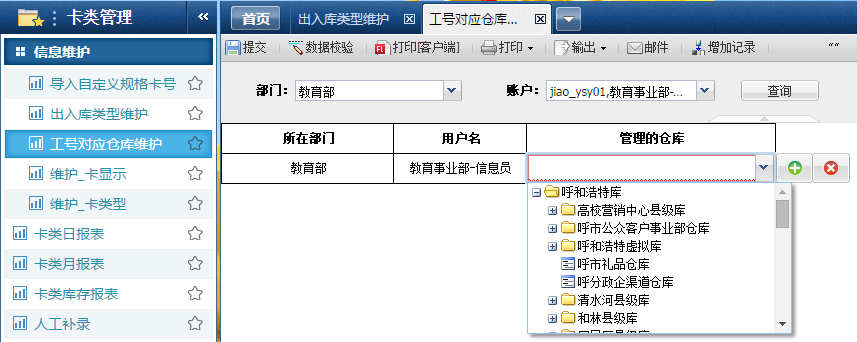 卡类管理 «
信息维护
导入自定义规格卡号
出入库类型维护
工号对应仓库维护
维护_卡显示
维护_卡类型
卡类日报表
卡类月报表
卡类库存报表
人工补录
首页 出入库类型维护 工号对应仓库...
提交 数据校验 打印[客户端] 打印 输出 邮件 增加记录 ““
部门: 教育部 账户: jiao_ysy01,教育事业部-... 查询
所在部门 用户名 管理的仓库
教育部 教育事业部-信息员
呼和浩特库
高校营销中心县级库
呼市公众客户事业部仓库
呼和浩特虚拟库
呼市礼品仓库
呼分政企渠道仓库
清水河县级库
和林县级库